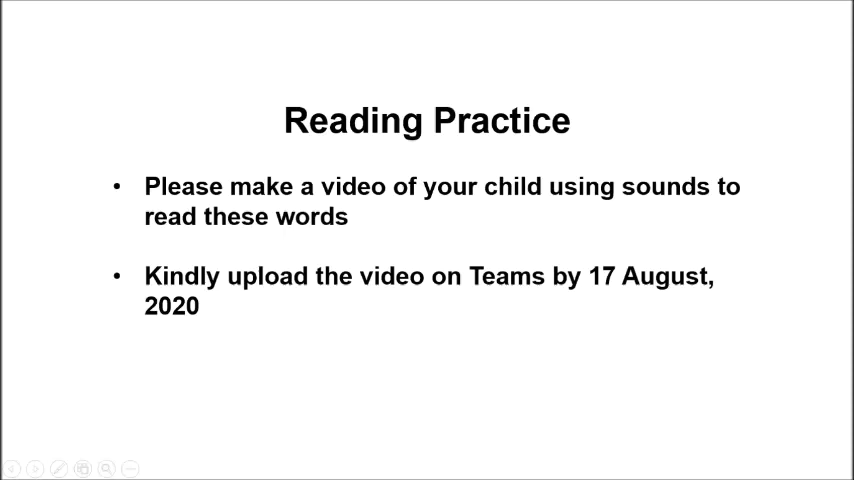 Reading Practice
• Please make a video of your child using sounds to
read these words
• Kindly upload the video on Teams by 17 August,
2020